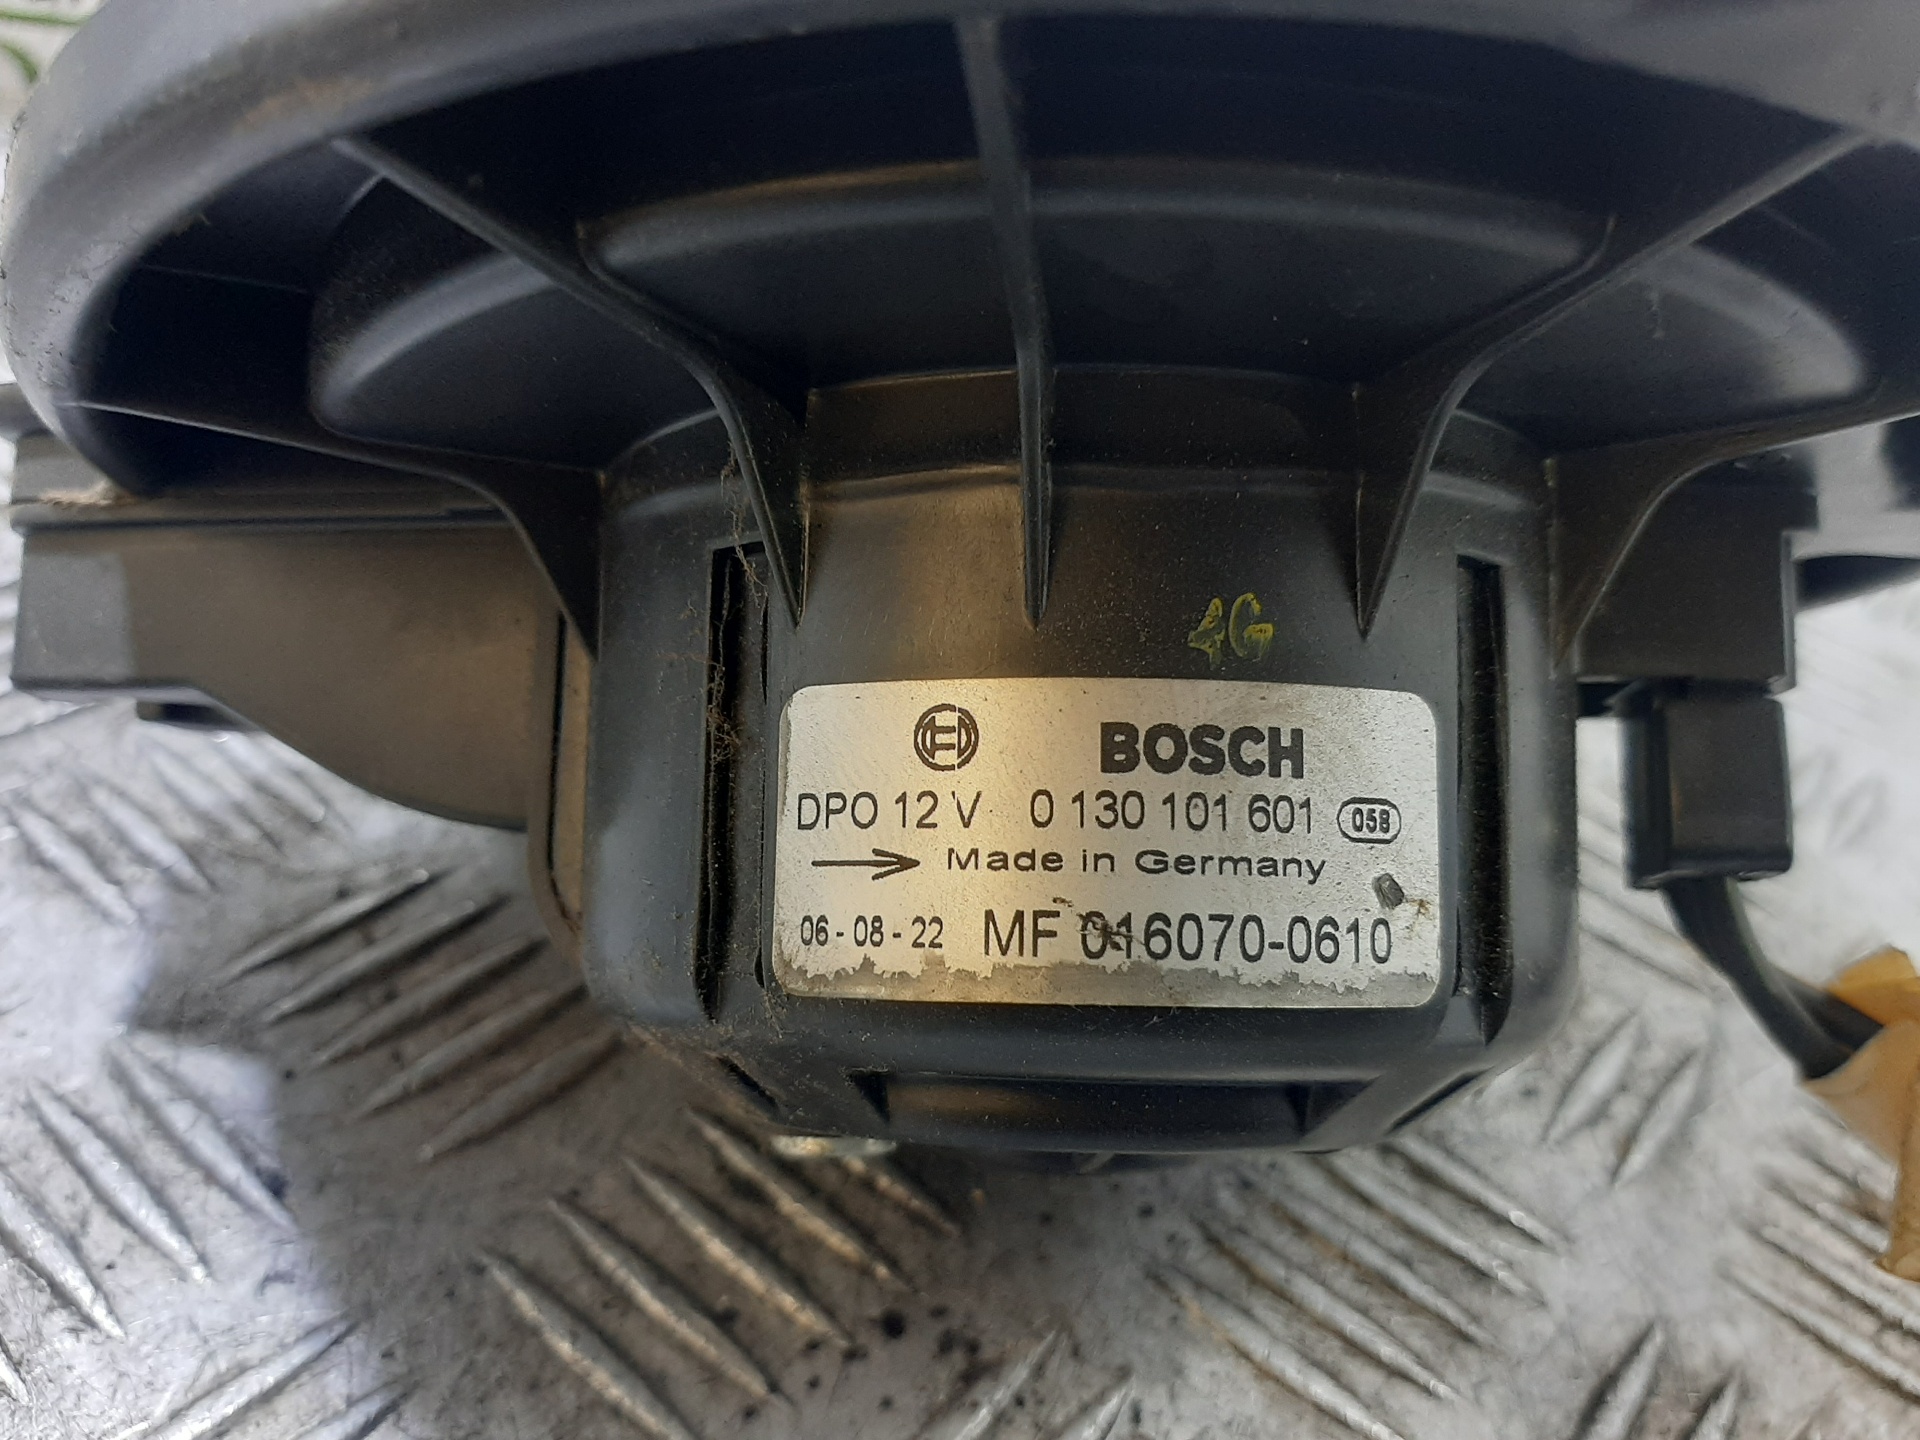 4G
BOSCH
DPO 12 V 0 130 101 601 058
Made in Germany
06 - 08 - 22 MF 016070-0610